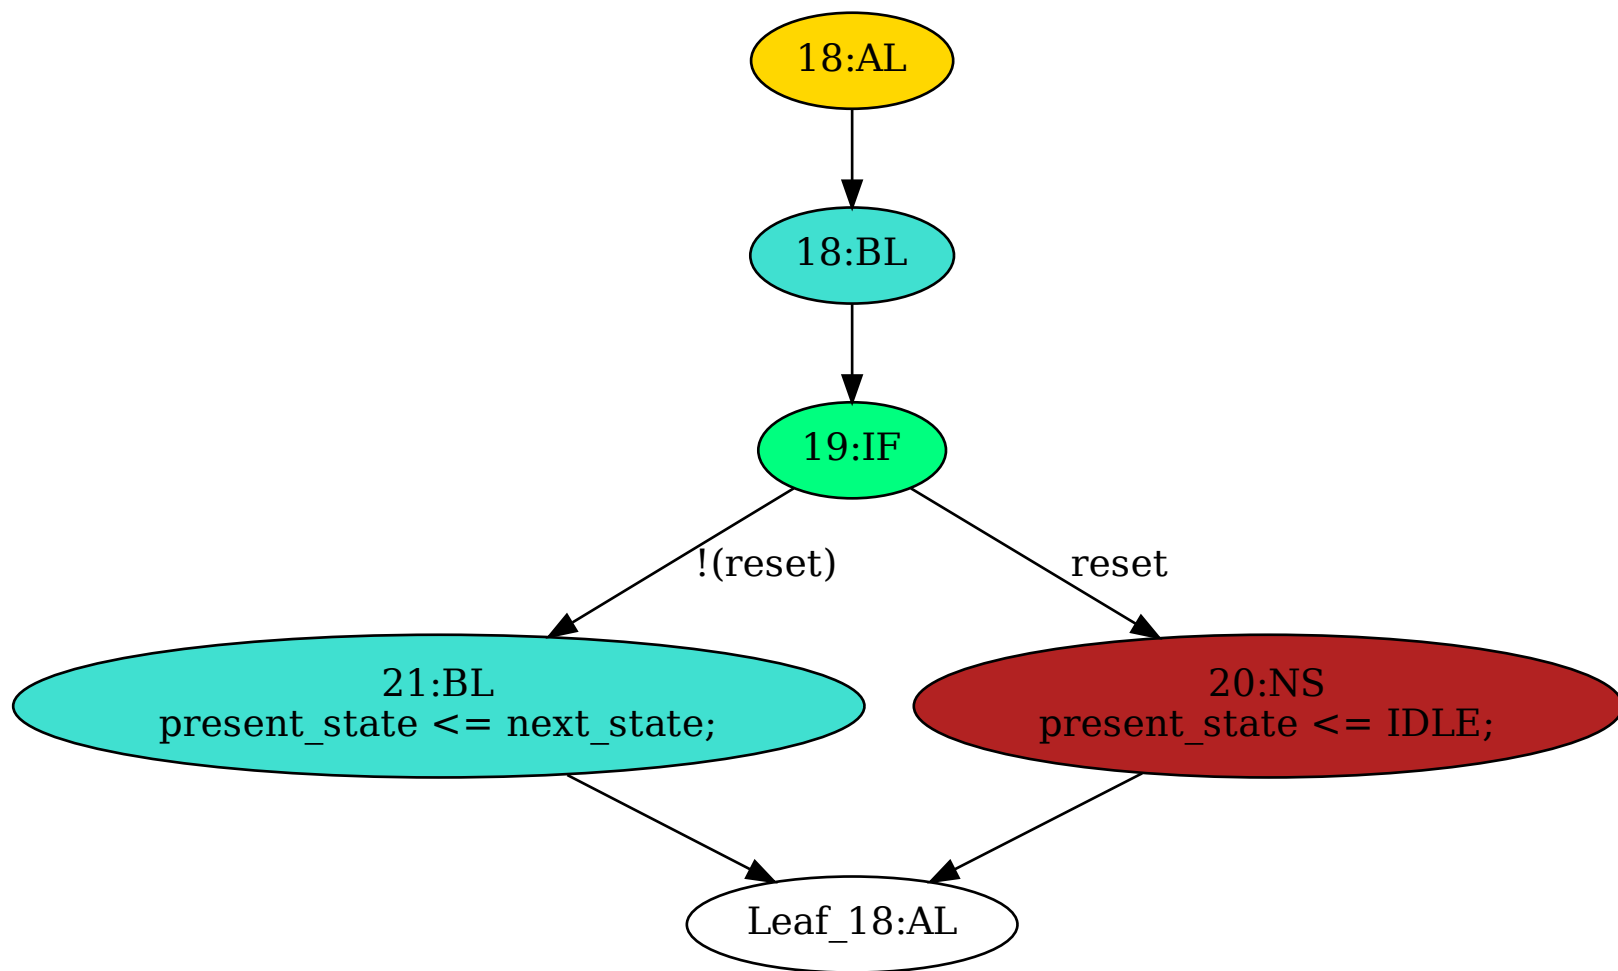 18:AL
18:BL
19:IF
!(reset)
reset
21:BL
present_state <= next_state;
20:NS
present_state <= IDLE;
Leaf_18:AL